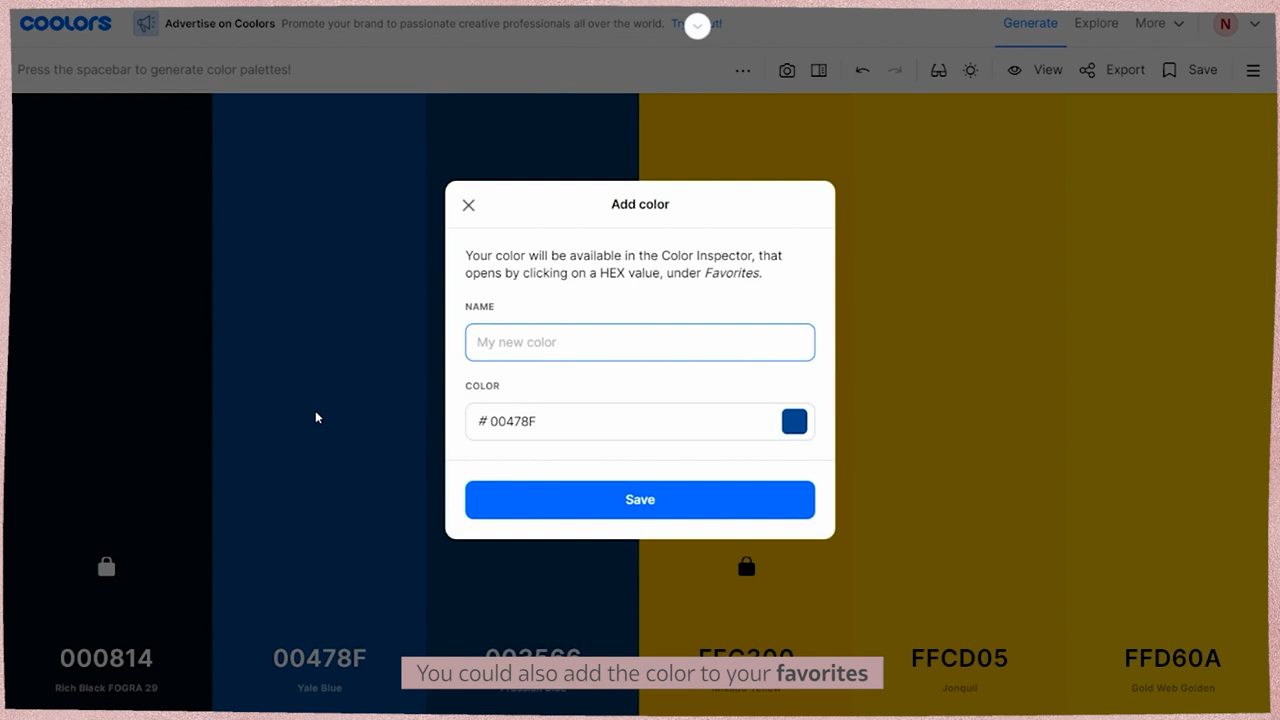 coolors
Advertise on Coolors Promote your brand to passionate creative professionals all over the world.
Generate Explore More N
Press the spacebar to generate color palettes!
View Export Save
Add color
Your color will be available in the Color Inspector, that
opens by clicking on a HEX value, under Favorites.
NAME
My new color
COLOR
# 00478F
Save
000814 00478F 003566 FFC300 FFCD05 FFD60A
Rich Black FOGRA 29 Yale Blue Jonquil Gold Web Golden
You could also add the color to your favorites